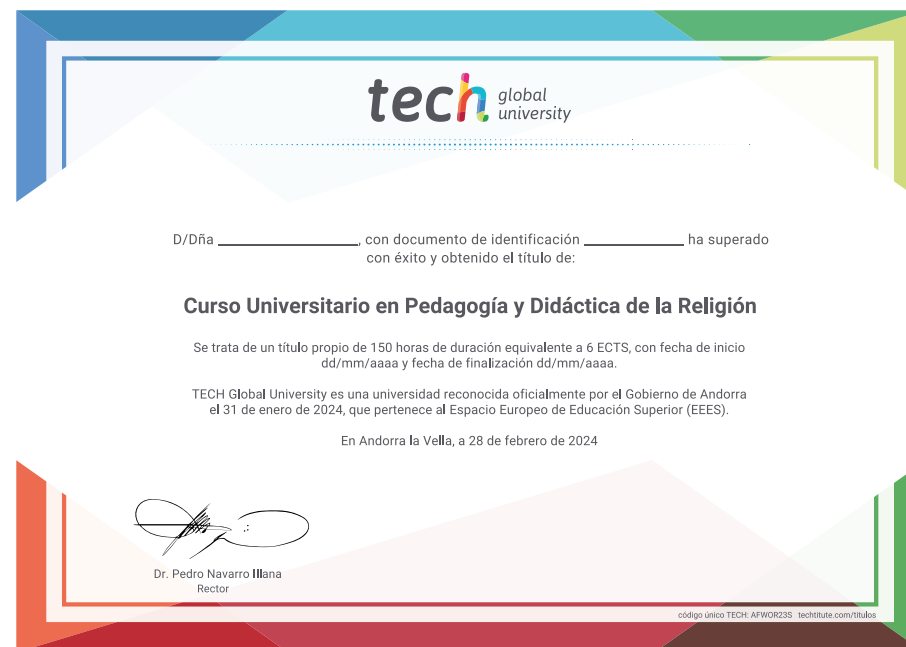 tech global university
D/Dña ______________, con documento de identificación __________ ha superado
con éxito y obtenido el título de:
Curso Universitario en Pedagogía y Didáctica de la Religión
Se trata de un título propio de 150 horas de duración equivalente a 6 ECTS, con fecha de inicio
dd/mm/aaaa y fecha de finalización dd/mm/aaaa.
TECH Global University es una universidad reconocida oficialmente por el Gobierno de Andorra
el 31 de enero de 2024, que pertenece al Espacio Europeo de Educación Superior (EEES).
En Andorra la Vella, a 28 de febrero de 2024
Dr. Pedro Navarro Illana
Rector
código único TECH: AFWOR23S techtitute.com/titulos